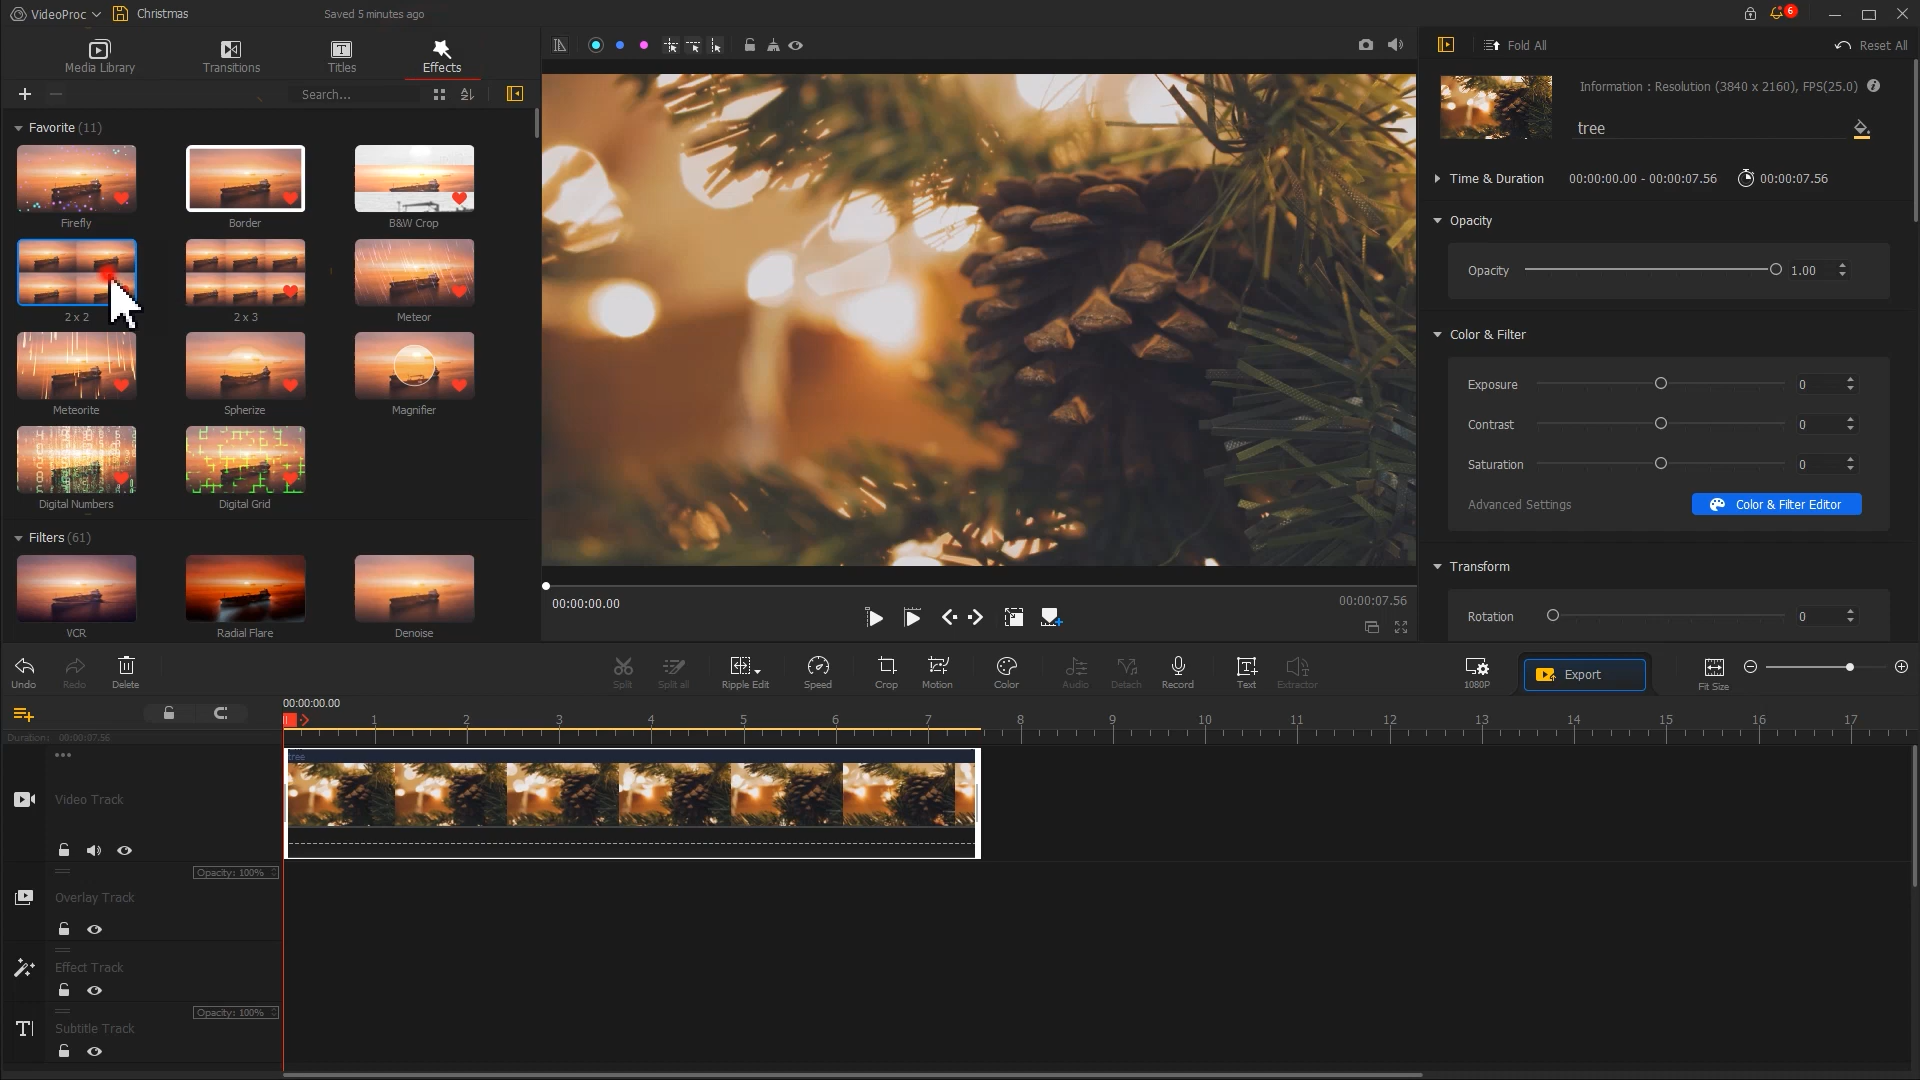 VideoProc Christmas Saved 5 minutes ago 6
Media Library Transitions Titles Effects
Search...
Favorite (11)
Firefly Border B&W Crop
2 x 2 2 x 3 Meteor
Meteorite Spherize Magnifier
Digital Numbers Digital Grid
Filters (61)
VCR Radial Flare Denoise
00:00:00.00 00:00:07.56
Fold All Reset All
Information : Resolution (3840 x 2160), FPS(25.0)
tree
Time & Duration 00:00:00.00 - 00:00:07.56 00:00:07.56
Opacity
Opacity 1.00
Color & Filter
Exposure 0
Contrast 0
Saturation 0
Advanced Settings Color & Filter Editor
Transform
Rotation 0
Undo Redo Delete Split Split all Ripple Edit Speed Crop Motion Color Audio Detach Record Text Extractor 1080P Export Fit Size
00:00:00.00
1 2 3 4 5 6 7 8 9 10 11 12 13 14 15 16 17
Duration: 00:00:07.56
tree
Video Track
Opacity: 100%
Overlay Track
Effect Track
Opacity: 100%
Subtitle Track